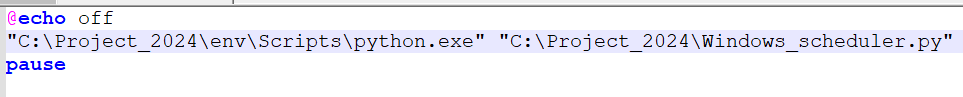 @echo off
"C:\Project_2024\env\Scripts\python.exe" "C:\Project_2024\Windows_scheduler.py"
pause